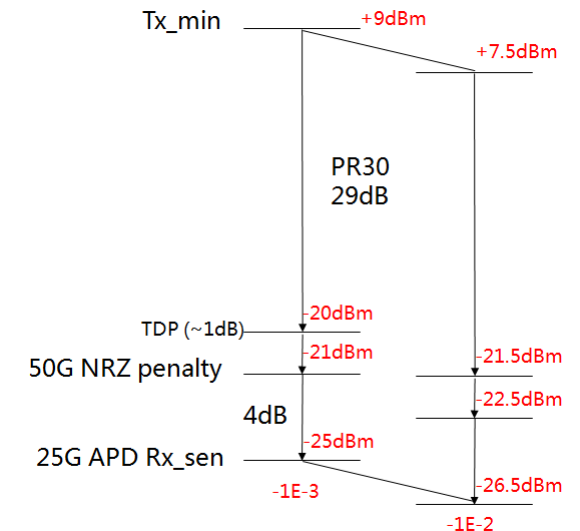 Tx_min
+9dBm
+7.5dBm
PR30
29dB
-20dBm
TDP (~1dB)
-21dBm
-21.5dBm
50G NRZ penalty
-22.5dBm
4dB
-25dBm
25G APD Rx_sen
-26.5dBm
-1E-3
-1E-2